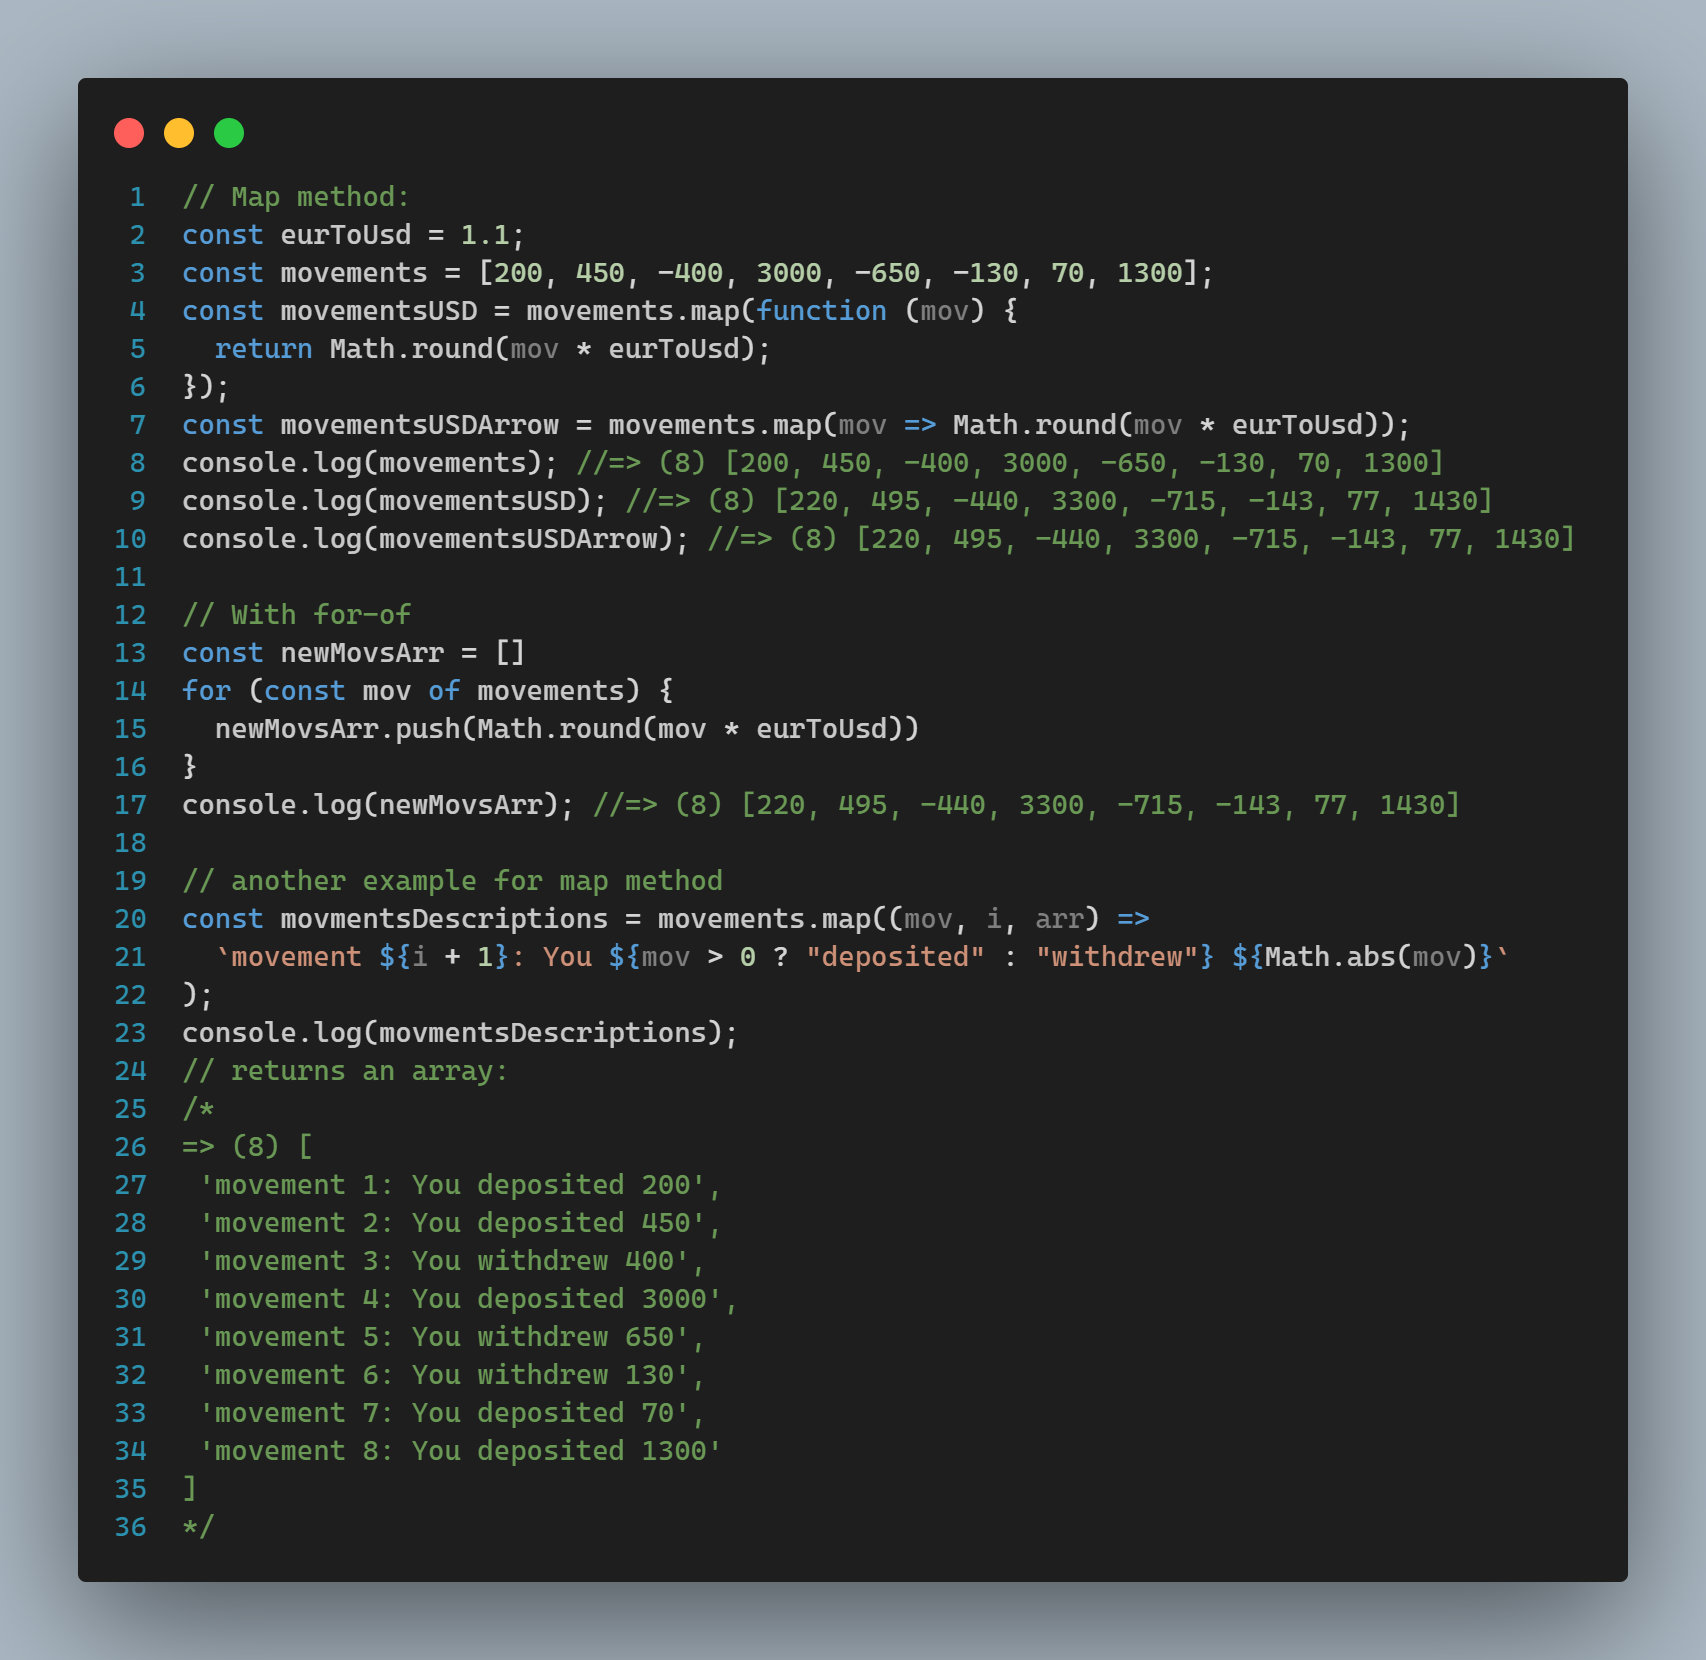 1 // Map method:
2 const eurToUsd = 1.1;
3 const movements = [200, 450, -400, 3000, -650, -130, 70, 1300];
4 const movementsUSD = movements.map(function (mov) {
5   return Math.round(mov * eurToUsd);
6 });
7 const movementsUSDArrow = movements.map(mov => Math.round(mov * eurToUsd));
8 console.log(movements); //=> (8) [200, 450, -400, 3000, -650, -130, 70, 1300]
9 console.log(movementsUSD); //=> (8) [220, 495, -440, 3300, -715, -143, 77, 1430]
10 console.log(movementsUSDArrow); //=> (8) [220, 495, -440, 3300, -715, -143, 77, 1430]
11
12 // With for-of
13 const newMovsArr = []
14 for (const mov of movements) {
15   newMovsArr.push(Math.round(mov * eurToUsd))
16 }
17 console.log(newMovsArr); //=> (8) [220, 495, -440, 3300, -715, -143, 77, 1430]
18
19 // another example for map method
20 const movmentsDescriptions = movements.map((mov, i, arr) =>
21   `movement ${i + 1}: You ${mov > 0 ? "deposited" : "withdrew"} ${Math.abs(mov)}`
22 );
23 console.log(movmentsDescriptions);
24 // returns an array:
25 /*
26 => (8) [
27  'movement 1: You deposited 200',
28  'movement 2: You deposited 450',
29  'movement 3: You withdrew 400',
30  'movement 4: You deposited 3000',
31  'movement 5: You withdrew 650',
32  'movement 6: You withdrew 130',
33  'movement 7: You deposited 70',
34  'movement 8: You deposited 1300'
35 ]
36 */